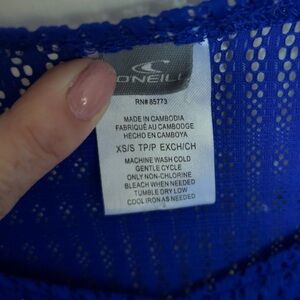 O'NEILL
RN# 85773
MADE IN CAMBODIA
FABRIQUÉ AU CAMBODGE
HECHO EN CAMBOYA
XS/S TP/P EXCH/CH
MACHINE WASH COLD
GENTLE CYCLE
ONLY NON-CHLORINE
BLEACH WHEN NEEDED
TUMBLE DRY LOW
COOL IRON AS NEEDED